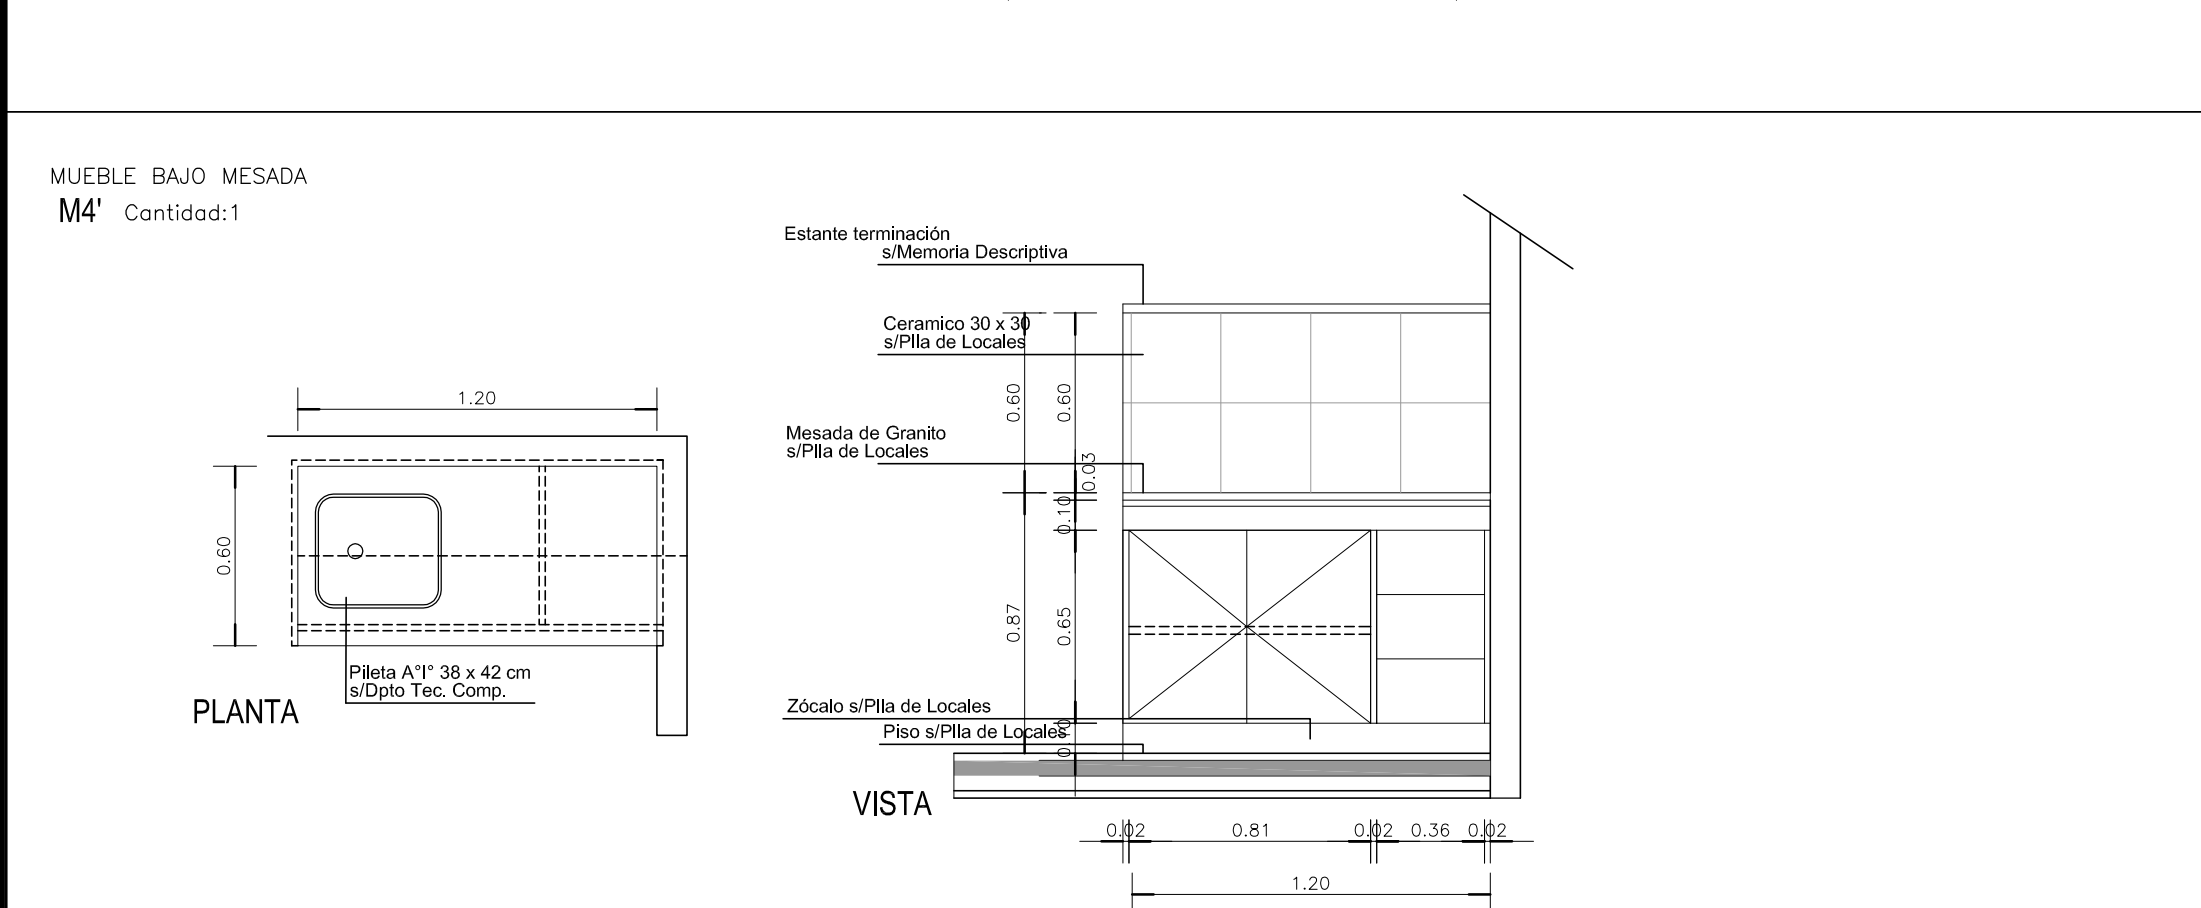 MUEBLE BAJO MESADA
M4' Cantidad:1
Estante terminación
s/Memoria Descriptiva
Ceramico 30 x 30
s/Plla de Locales
1.20
0.60
0.60
Mesada de Granito
s/Plla de Locales
0.03
0.10
0.60
0.87
0.65
Pileta A°I° 38 x 42 cm
s/Dpto Tec. Comp.
PLANTA
Zócalo s/Plla de Locales
Piso s/Plla de Locales
VISTA
0.02
0.81
0.02
0.36
0.02
1.20